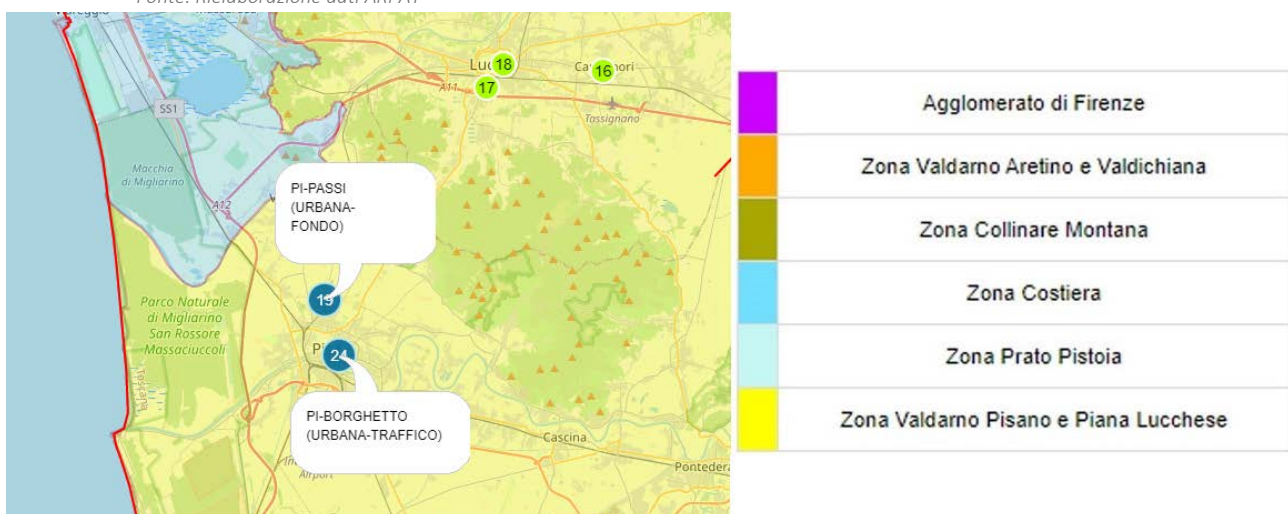 Fonte: Rielaborazione dati ARPAT
18
16
17
A11
Tassignano
SS1
Macchia
di Migliarino
A12
PI-PASSI
(URBANA-
FONDO)
19
Parco Naturale
di Migliarino
San Rossore
Massaciuccoli
24
Toscana
PI-BORGHETTO
(URBANA-TRAFFICO)
Cascina
Airport
Agglomerato di Firenze
Zona Valdarno Aretino e Valdichiana
Zona Collinare Montana
Zona Costiera
Zona Prato Pistoia
Zona Valdarno Pisano e Piana Lucchese